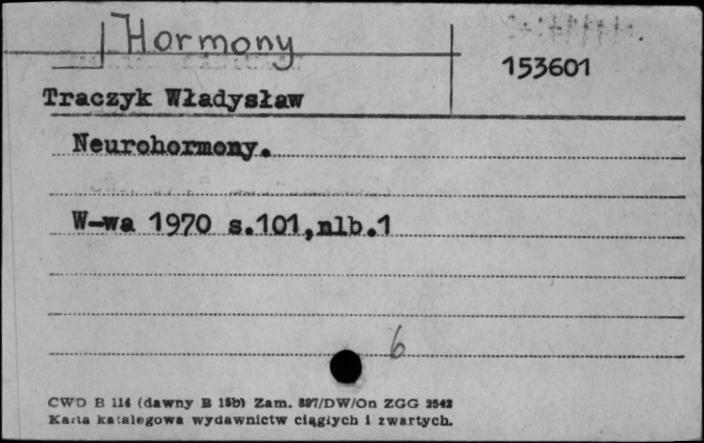 Hormony
153601
Traczyk Władysław
Neurohormony.
W-wa 1970 s.101,nlb.1
6
CWD B 114 (dawny B 15b) Zam. 897/DW/On ZGG 2542
Karta katalogowa wydawnictw ciągłych i zwartych.